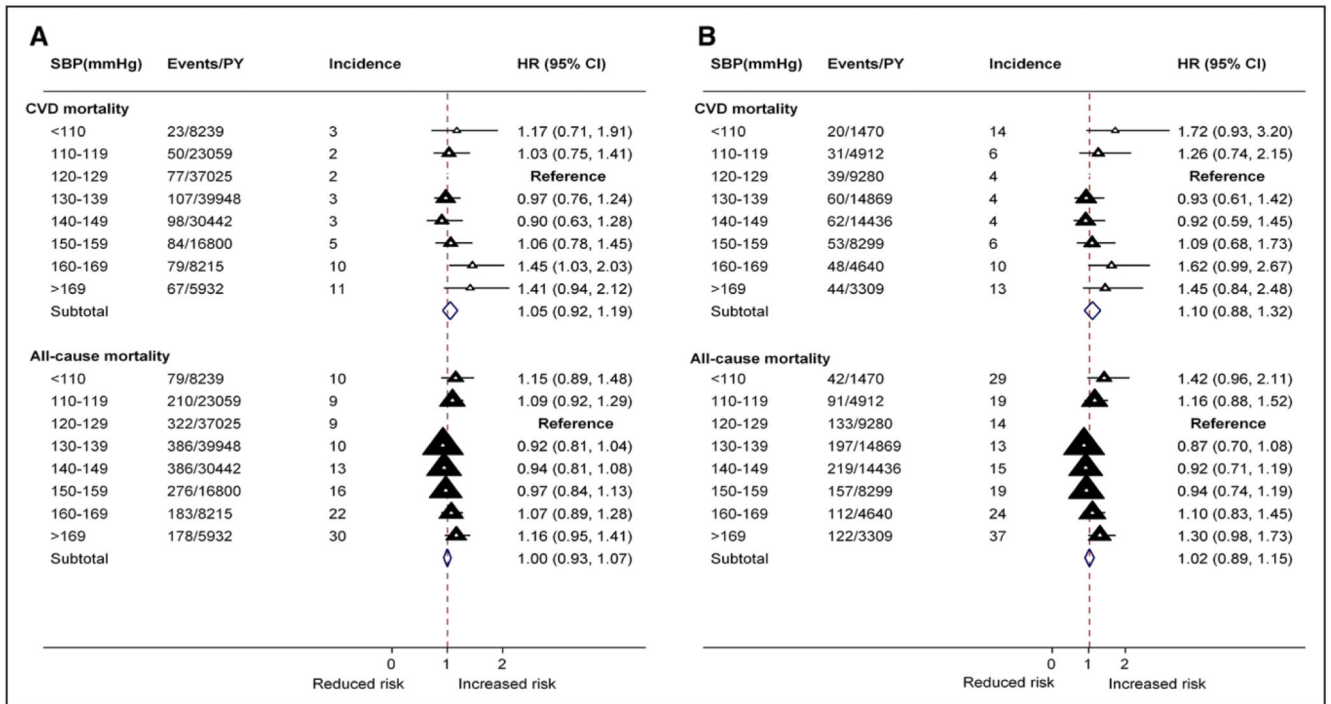 A
SBP(mmHg) Events/PY Incidence HR (95% CI)
CVD mortality
<110 23/8239 3 1.17 (0.71, 1.91)
110-119 50/23059 2 1.03 (0.75, 1.41)
120-129 77/37025 2 Reference
130-139 107/39948 3 0.97 (0.76, 1.24)
140-149 98/30442 3 0.90 (0.63, 1.28)
150-159 84/16800 5 1.06 (0.78, 1.45)
160-169 79/8215 10 1.45 (1.03, 2.03)
>169 67/5932 11 1.41 (0.94, 2.12)
Subtotal 1.05 (0.92, 1.19)
All-cause mortality
<110 79/8239 10 1.15 (0.89, 1.48)
110-119 210/23059 9 1.09 (0.92, 1.29)
120-129 322/37025 9 Reference
130-139 386/39948 10 0.92 (0.81, 1.04)
140-149 386/30442 13 0.94 (0.81, 1.08)
150-159 276/16800 16 0.97 (0.84, 1.13)
160-169 183/8215 22 1.07 (0.89, 1.28)
>169 178/5932 30 1.16 (0.95, 1.41)
Subtotal 1.00 (0.93, 1.07)
0 1 2
Reduced risk Increased risk
B
SBP(mmHg) Events/PY Incidence HR (95% CI)
CVD mortality
<110 20/1470 14 1.72 (0.93, 3.20)
110-119 31/4912 6 1.26 (0.74, 2.15)
120-129 39/9280 4 Reference
130-139 60/14869 4 0.93 (0.61, 1.42)
140-149 62/14436 4 0.92 (0.59, 1.45)
150-159 53/8299 6 1.09 (0.68, 1.73)
160-169 48/4640 10 1.62 (0.99, 2.67)
>169 44/3309 13 1.45 (0.84, 2.48)
Subtotal 1.10 (0.88, 1.32)
All-cause mortality
<110 42/1470 29 1.42 (0.96, 2.11)
110-119 91/4912 19 1.16 (0.88, 1.52)
120-129 133/9280 14 Reference
130-139 197/14869 13 0.87 (0.70, 1.08)
140-149 219/14436 15 0.92 (0.71, 1.19)
150-159 157/8299 19 0.94 (0.74, 1.19)
160-169 112/4640 24 1.10 (0.83, 1.45)
>169 122/3309 37 1.30 (0.98, 1.73)
Subtotal 1.02 (0.89, 1.15)
0 1 2
Reduced risk Increased risk